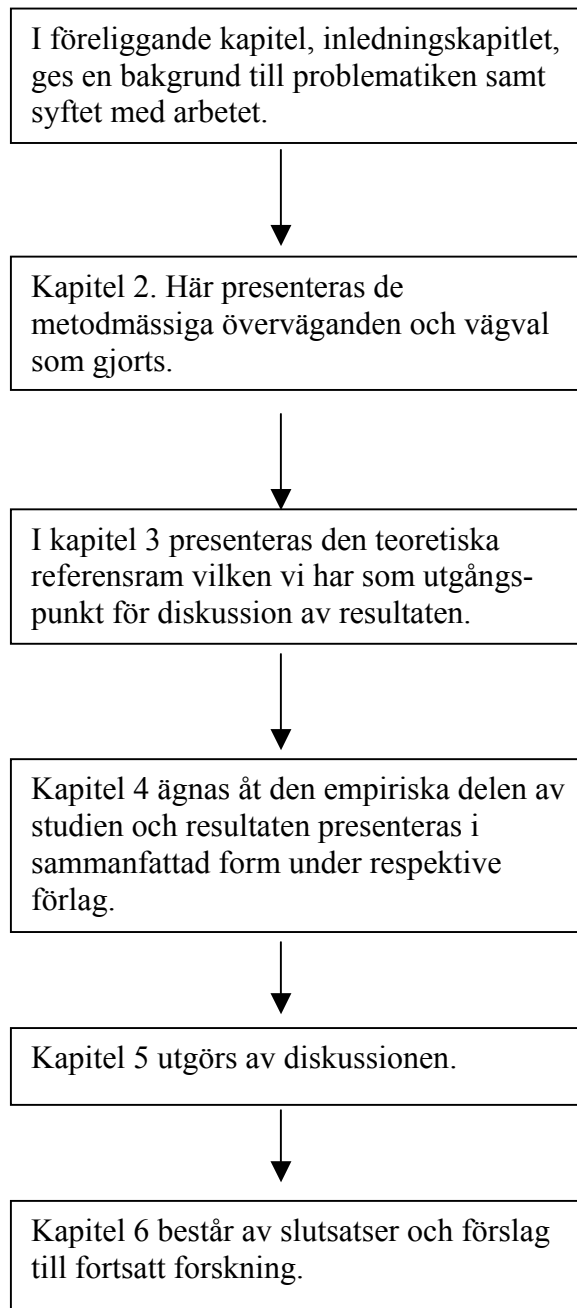 I föreliggande kapitel, inledningskapitlet,
ges en bakgrund till problematiken samt
syftet med arbetet.
Kapitel 2. Här presenteras de
metodmässiga överväganden och vägval
som gjorts.
I kapitel 3 presenteras den teoretiska
referensram vilken vi har som utgångs-
punkt för diskussion av resultaten.
Kapitel 4 ägnas åt den empiriska delen av
studien och resultaten presenteras i
sammanfattad form under respektive
förlag.
Kapitel 5 utgörs av diskussionen.
Kapitel 6 består av slutsatser och förslag
till fortsatt forskning.